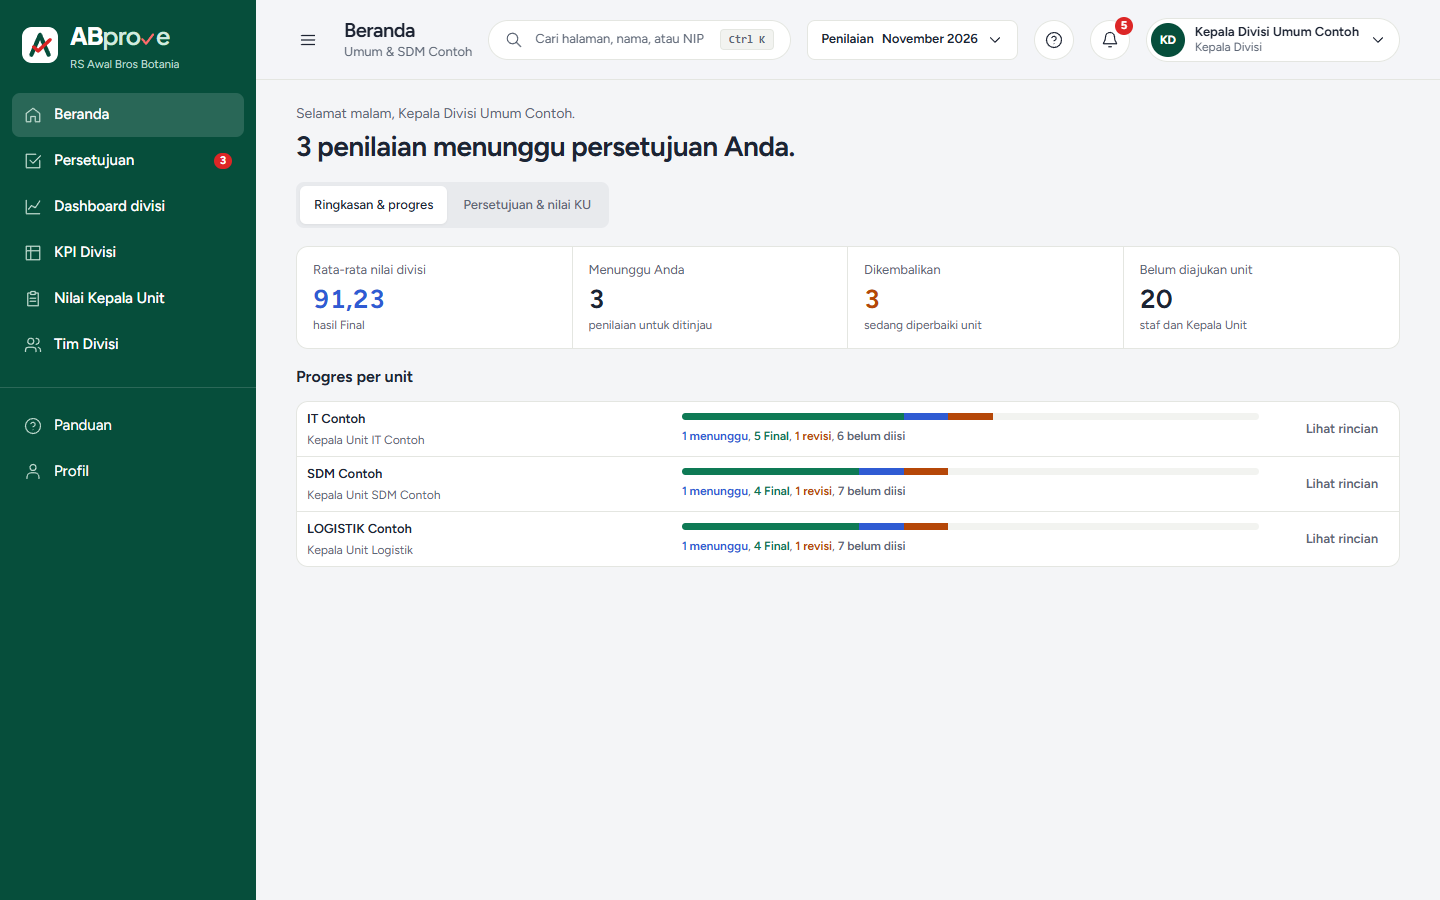 ABprove
RS Awal Bros Botania
Beranda
Persetujuan 3
Dashboard divisi
KPI Divisi
Nilai Kepala Unit
Tim Divisi
Panduan
Profil
Beranda
Umum & SDM Contoh
Cari halaman, nama, atau NIP Ctrl K
Penilaian November 2026
5
KD
Kepala Divisi Umum Contoh
Kepala Divisi
Selamat malam, Kepala Divisi Umum Contoh.
3 penilaian menunggu persetujuan Anda.
Ringkasan & progres Persetujuan & nilai KU
Rata-rata nilai divisi
91,23
hasil Final
Menunggu Anda
3
penilaian untuk ditinjau
Dikembalikan
3
sedang diperbaiki unit
Belum diajukan unit
20
staf dan Kepala Unit
Progres per unit
IT Contoh
Kepala Unit IT Contoh
1 menunggu, 5 Final, 1 revisi, 6 belum diisi
Lihat rincian
SDM Contoh
Kepala Unit SDM Contoh
1 menunggu, 4 Final, 1 revisi, 7 belum diisi
Lihat rincian
LOGISTIK Contoh
Kepala Unit Logistik
1 menunggu, 4 Final, 1 revisi, 7 belum diisi
Lihat rincian